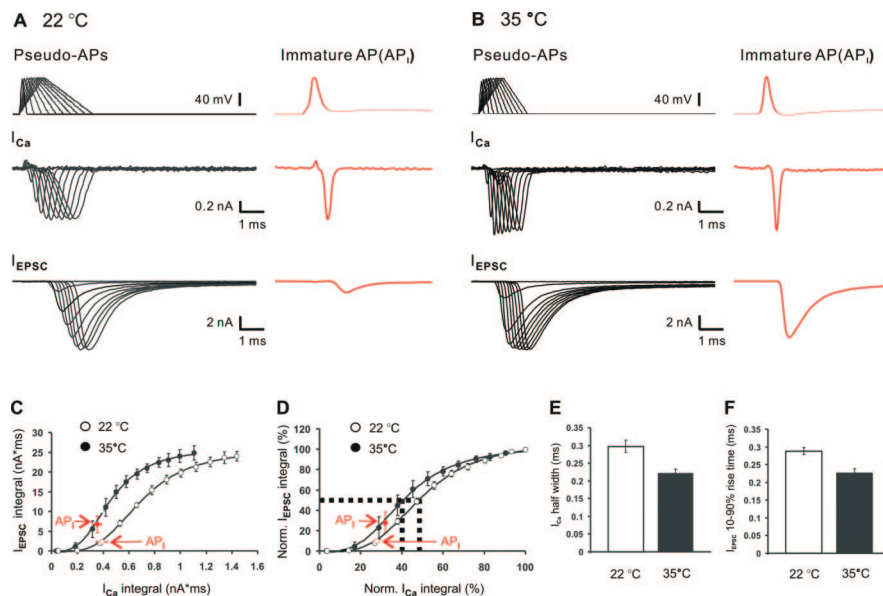 A 22 °C
Pseudo-APs
Immature AP(API)
40 mV
ICa
0.2 nA
1 ms
IEPSC
2 nA
1 ms
B 35 °C
Pseudo-APs
Immature AP(API)
40 mV
ICa
0.2 nA
1 ms
IEPSC
2 nA
1 ms
C
22 °C
35°C
IEPSC integral (nA*ms)
30
25
20
15
10
5
0
API
API
0.0 0.2 0.4 0.6 0.8 1.0 1.2 1.4 1.6
ICa integral (nA*ms)
D
22 °C
35°C
Norm. IEPSC integral (%)
120
100
80
60
40
20
0
API
API
0 20 40 60 80 100
Norm. ICa integral (%)
E
ICa half width (ms)
0.4
0.35
0.3
0.25
0.2
0.15
0.1
0.05
0
22 °C 35°C
F
IEPSC 10-90% rise time (ms)
0.4
0.35
0.3
0.25
0.2
0.15
0.1
0.05
0
22 °C 35°C